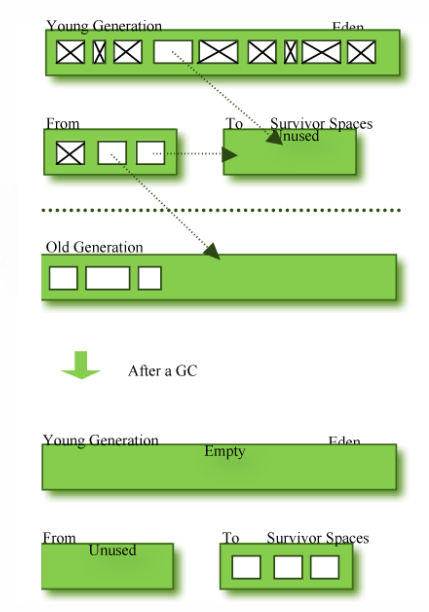 Young Generation Eden
From To Survivor Spaces
Unused
Old Generation
After a GC
Young Generation Eden
Empty
From To Survivor Spaces
Unused